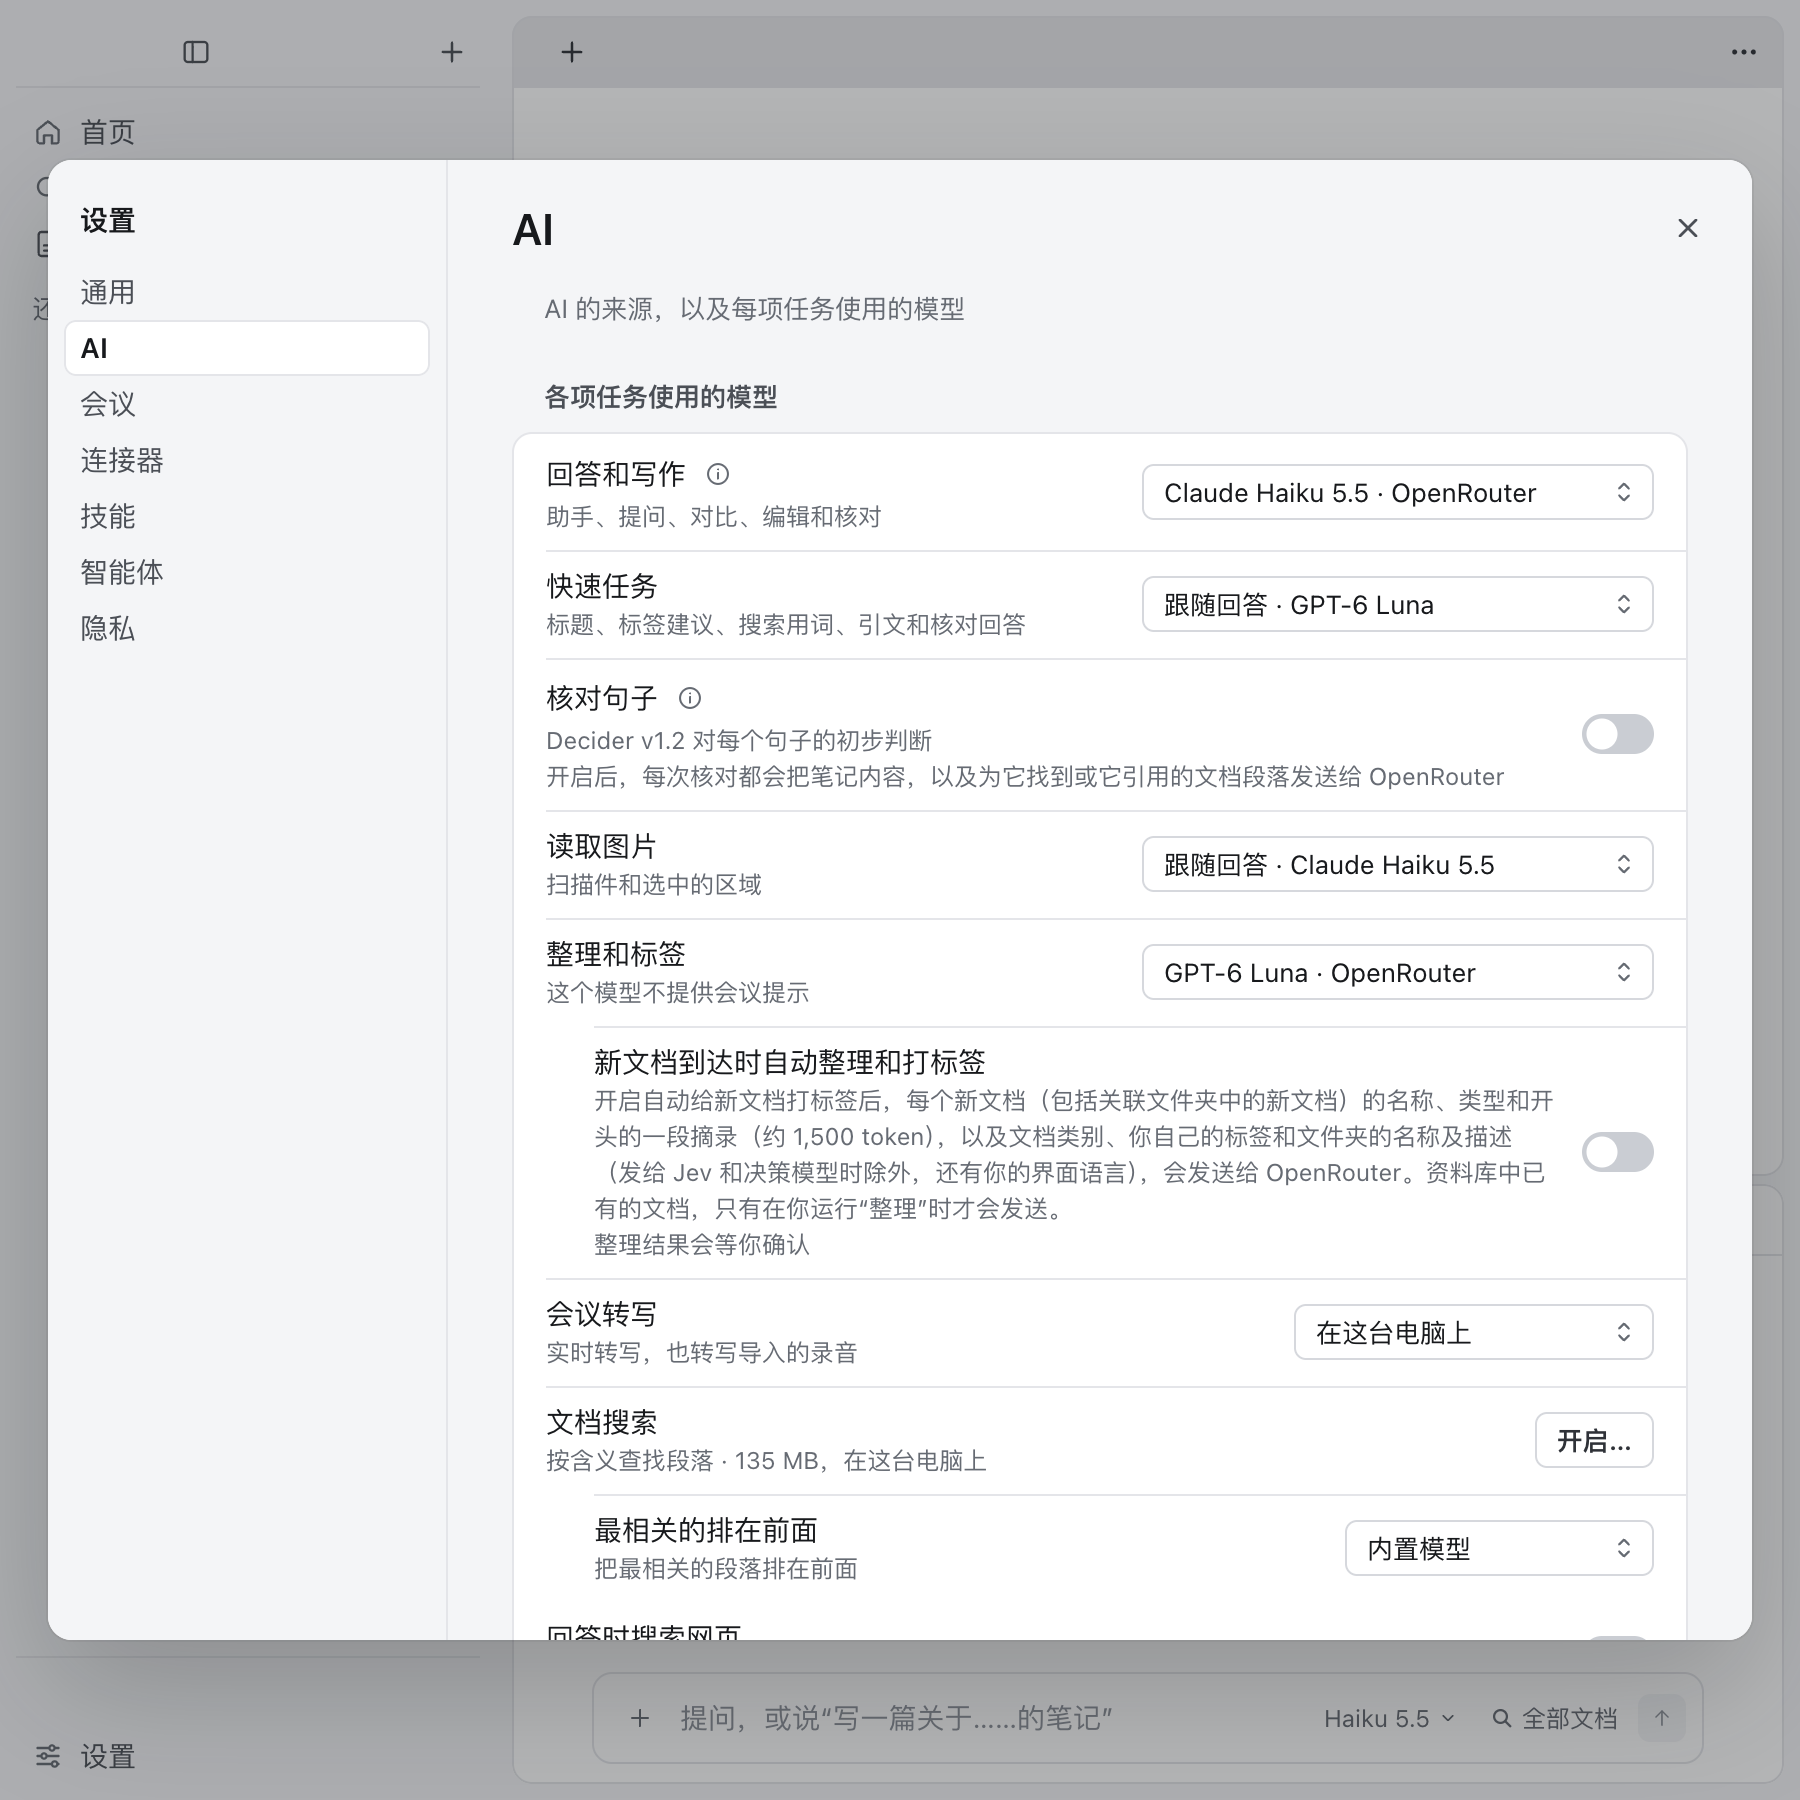 首页
设置
通用
AI
会议
连接器
技能
智能体
隐私
AI
AI 的来源，以及每项任务使用的模型
各项任务使用的模型
回答和写作
助手、提问、对比、编辑和核对
Claude Haiku 5.5 · OpenRouter
快速任务
标题、标签建议、搜索用词、引文和核对回答
跟随回答 · GPT-6 Luna
核对句子
Decider v1.2 对每个句子的初步判断
开启后，每次核对都会把笔记内容，以及为它找到或它引用的文档段落发送给 OpenRouter
读取图片
扫描件和选中的区域
跟随回答 · Claude Haiku 5.5
整理和标签
这个模型不提供会议提示
GPT-6 Luna · OpenRouter
新文档到达时自动整理和打标签
开启自动给新文档打标签后，每个新文档（包括关联文件夹中的新文档）的名称、类型和开
头的一段摘录（约 1,500 token），以及文档类别、你自己的标签和文件夹的名称及描述
（发给 Jev 和决策模型时除外，还有你的界面语言），会发送给 OpenRouter。资料库中已
有的文档，只有在你运行“整理”时才会发送。
整理结果会等你确认
会议转写
实时转写，也转写导入的录音
在这台电脑上
文档搜索
按含义查找段落 · 135 MB，在这台电脑上
开启...
最相关的排在前面
把最相关的段落排在前面
内置模型
回答时搜索网页
提问，或说“写一篇关于……的笔记”
Haiku 5.5
全部文档
设置